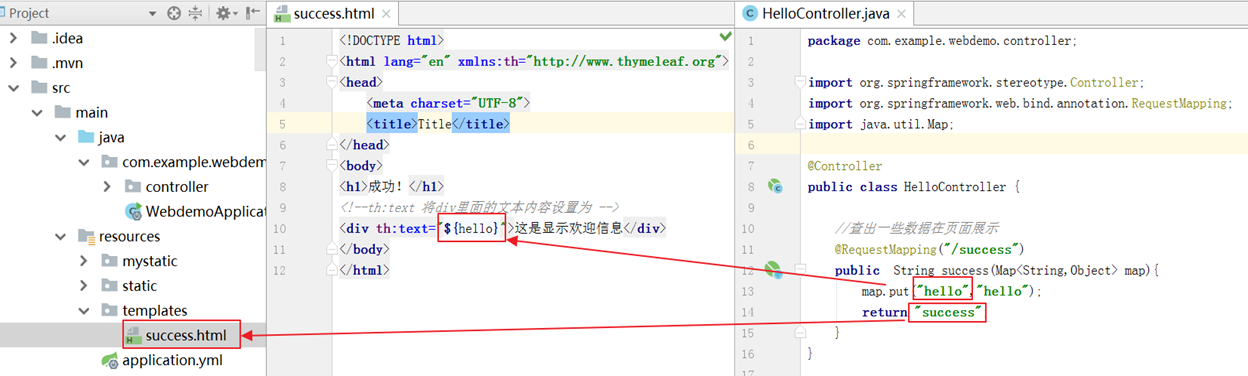 Project
.idea
.mvn
src
main
java
com.example.webdem
controller
WebdemoApplicat
resources
mystatic
static
templates
success.html
application.yml
success.html
1 <!DOCTYPE html>
2 <html lang="en" xmlns:th="http://www.thymeleaf.org">
3 <head>
4 <meta charset="UTF-8">
5 <title>Title</title>
6 </head>
7 <body>
8 <h1>成功！</h1>
9 <!--th:text 将div里面的文本内容设置为 -->
10 <div th:text="${hello}">这是显示欢迎信息</div>
11 </body>
12 </html>
HelloController.java
1 package com.example.webdemo.controller;
2
3 import org.springframework.stereotype.Controller;
4 import org.springframework.web.bind.annotation.RequestMapping;
5 import java.util.Map;
6
7 @Controller
8 public class HelloController {
9
10 //查出一些数据在页面展示
11 @RequestMapping("/success")
12 public String success(Map<String,Object> map){
13 map.put("hello","hello");
14 return "success"
15 }
16 }
17